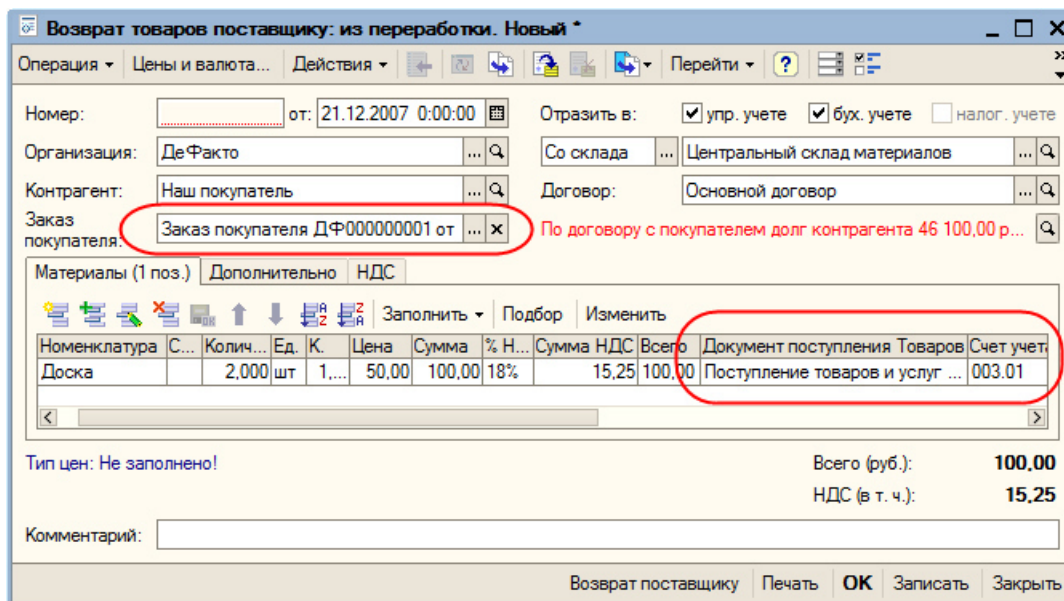 Возврат товаров поставщику: из переработки. Новый *
Операция Цены и валюта... Действия Перейти
Номер: от: 21.12.2007 0:00:00 Отразить в: упр. учете бух. учете налог. учете
Организация: ДеФакто Со склада ... Центральный склад материалов ...
Контрагент: Наш покупатель ... Договор: Основной договор ...
Заказ покупателя: Заказ покупателя ДФ000000001 от ... По договору с покупателем долг контрагента 46 100,00 р...
Материалы (1 поз.) Дополнительно НДС
Заполнить Подбор Изменить
Номенклатура С... Колич... Ед. К. Цена Сумма % Н... Сумма НДС Всего Документ поступления Товаров Счет учета
Доска 2,000 шт 1,... 50,00 100,00 18% 15,25 100,00 Поступление товаров и услуг ... 003.01
Тип цен: Не заполнено! Всего (руб.): 100,00
НДС (в т. ч.): 15,25
Комментарий:
Возврат поставщику Печать OK Записать Закрыть